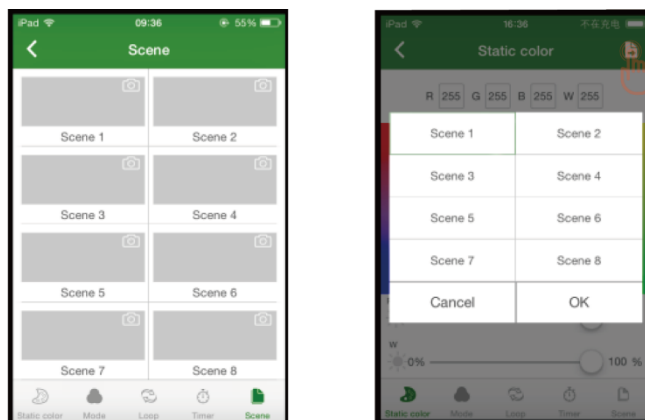 iPad 09:36 55%
Scene
Scene 1 Scene 2
Scene 3 Scene 4
Scene 5 Scene 6
Scene 7 Scene 8
Static color Mode Loop Timer Scene
iPad 16:36 不在充电
Static color
R 255 G 255 B 255 W 255
Scene 1 Scene 2
Scene 3 Scene 4
Scene 5 Scene 6
Scene 7 Scene 8
Cancel OK
W
0% 100 %
Static color Mode Loop Timer Scene